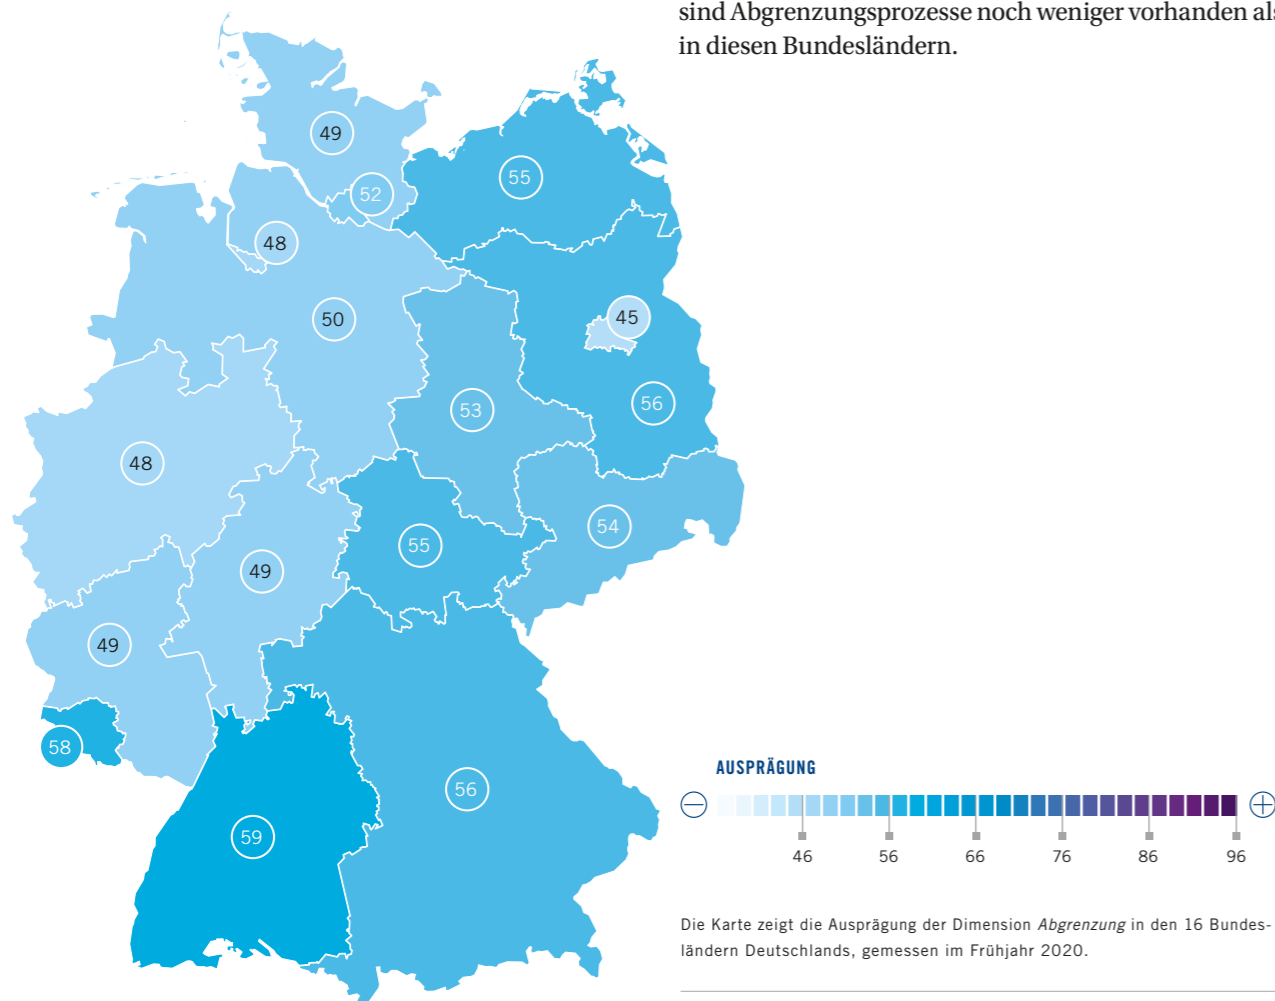 sind Abgrenzungsprozesse noch weniger vorhanden als
in diesen Bundesländern.
49
52
55
48
50
45
56
53
48
54
55
49
49
58
56
59
AUSPRÄGUNG
46 56 66 76 86 96
Die Karte zeigt die Ausprägung der Dimension Abgrenzung in den 16 Bundes-
ländern Deutschlands, gemessen im Frühjahr 2020.